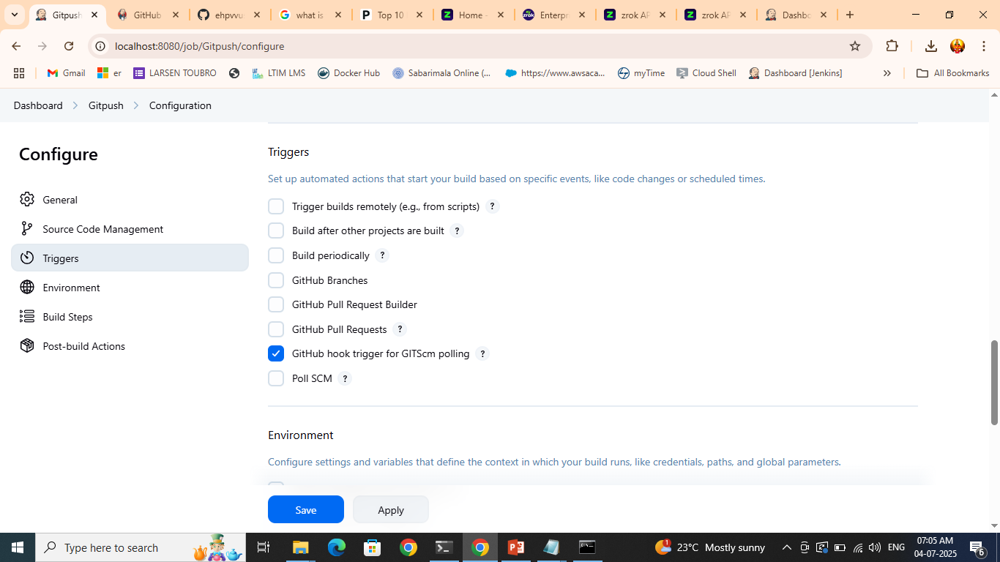 Gitpush
GitHub
ehpvvu
what is
Top 10
Home -
Enterpr
zrok AP
zrok AP
Dashbo
localhost:8080/job/Gitpush/configure
Gmail
er
LARSEN TOUBRO
LTIM LMS
Docker Hub
Sabarimala Online (...
https://www.awsaca...
myTime
Cloud Shell
Dashboard [Jenkins]
All Bookmarks
Dashboard
Gitpush
Configuration
Configure
General
Source Code Management
Triggers
Environment
Build Steps
Post-build Actions
Triggers
Set up automated actions that start your build based on specific events, like code changes or scheduled times.
Trigger builds remotely (e.g., from scripts) ?
Build after other projects are built ?
Build periodically ?
GitHub Branches
GitHub Pull Request Builder
GitHub Pull Requests ?
GitHub hook trigger for GITScm polling ?
Poll SCM ?
Environment
Configure settings and variables that define the context in which your build runs, like credentials, paths, and global parameters.
Save
Apply
Type here to search
23°C Mostly sunny
ENG
07:05 AM
04-07-2025
6